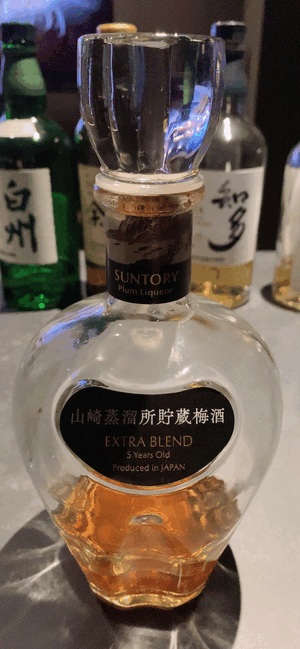 白州
知多
SUNTORY
Plum Liqueur
山崎蒸溜所貯蔵梅酒
EXTRA BLEND
5 Years Old
Produced in JAPAN